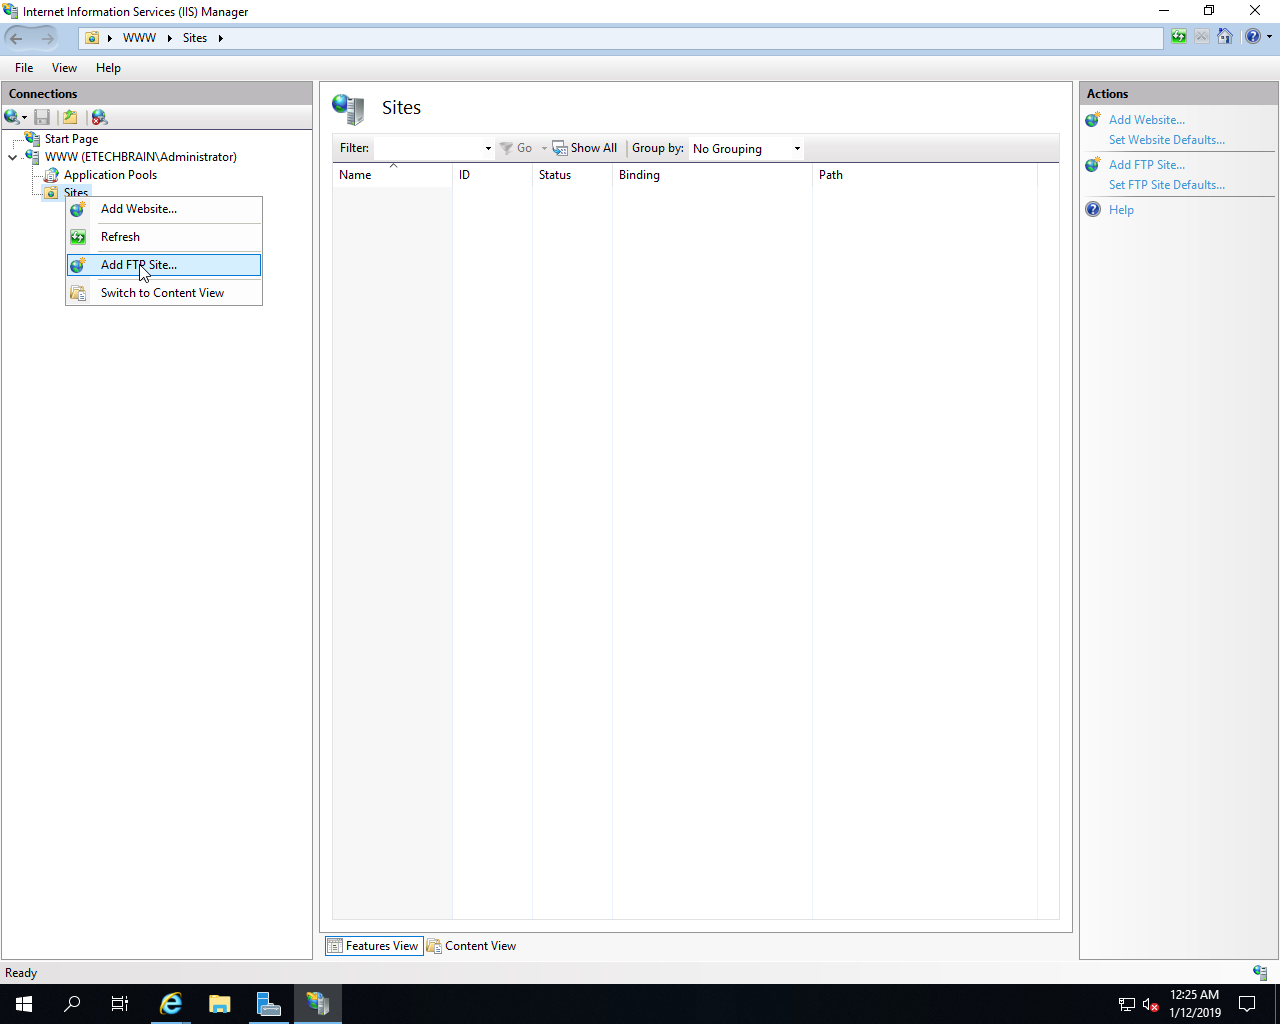 Internet Information Services (IIS) Manager
WWW Sites
File View Help
Connections
Start Page
WWW (ETECHBRAIN\Administrator)
Application Pools
Sites
Add Website...
Refresh
Add FTP Site...
Switch to Content View
Sites
Filter: Go Show All Group by: No Grouping
Name ID Status Binding Path
Features View Content View
Actions
Add Website...
Set Website Defaults...
Add FTP Site...
Set FTP Site Defaults...
Help
Ready
12:25 AM
1/12/2019